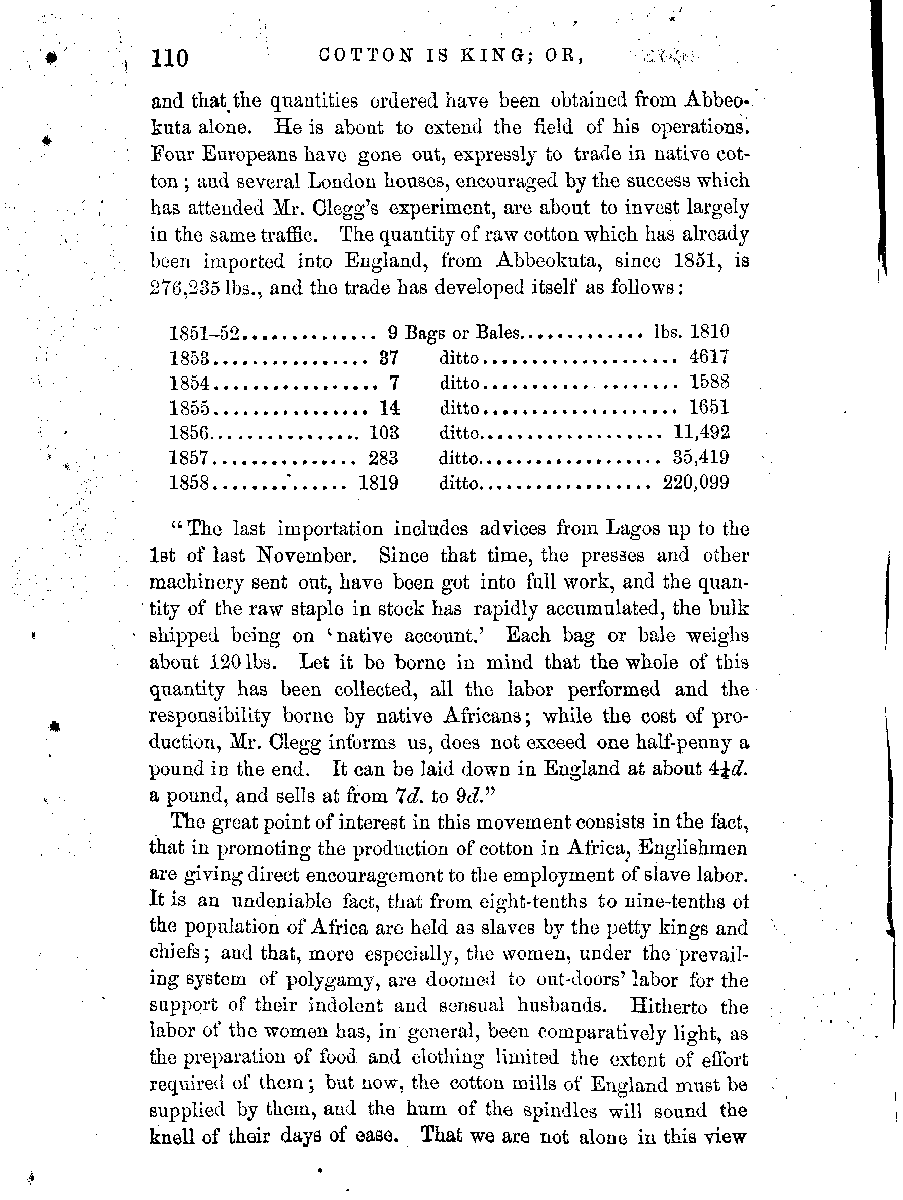 110 COTTON IS KING; OR,
and that the quantities ordered have been obtained from Abbeo-
kuta alone. He is about to extend the field of his operations.
Four Europeans have gone out, expressly to trade in native cot-
ton; and several London houses, encouraged by the success which
has attended Mr. Clegg's experiment, are about to invest largely
in the same traffic. The quantity of raw cotton which has already
been imported into England, from Abbeokuta, since 1851, is
276,235 lbs., and the trade has developed itself as follows:
1851–52.............. 9 Bags or Bales............. lbs. 1810
1853................ 37 ditto.................... 4617
1854................. 7 ditto.................... 1588
1855................ 14 ditto.................... 1651
1856................ 103 ditto................... 11,492
1857............... 283 ditto................... 35,419
1858.............. 1819 ditto.................. 220,099
"The last importation includes advices from Lagos up to the
1st of last November. Since that time, the presses and other
machinery sent out, have been got into full work, and the quan-
tity of the raw staple in stock has rapidly accumulated, the bulk
shipped being on 'native account.' Each bag or bale weighs
about 120 lbs. Let it be borne in mind that the whole of this
quantity has been collected, all the labor performed and the
responsibility borne by native Africans; while the cost of pro-
duction, Mr. Clegg informs us, does not exceed one half-penny a
pound in the end. It can be laid down in England at about 4¼d.
a pound, and sells at from 7d. to 9d."
The great point of interest in this movement consists in the fact,
that in promoting the production of cotton in Africa, Englishmen
are giving direct encouragement to the employment of slave labor.
It is an undeniable fact, that from eight-tenths to nine-tenths of
the population of Africa are held as slaves by the petty kings and
chiefs; and that, more especially, the women, under the prevail-
ing system of polygamy, are doomed to out-doors' labor for the
support of their indolent and sensual husbands. Hitherto the
labor of the women has, in general, been comparatively light, as
the preparation of food and clothing limited the extent of effort
required of them; but now, the cotton mills of England must be
supplied by them, and the hum of the spindles will sound the
knell of their days of ease. That we are not alone in this view